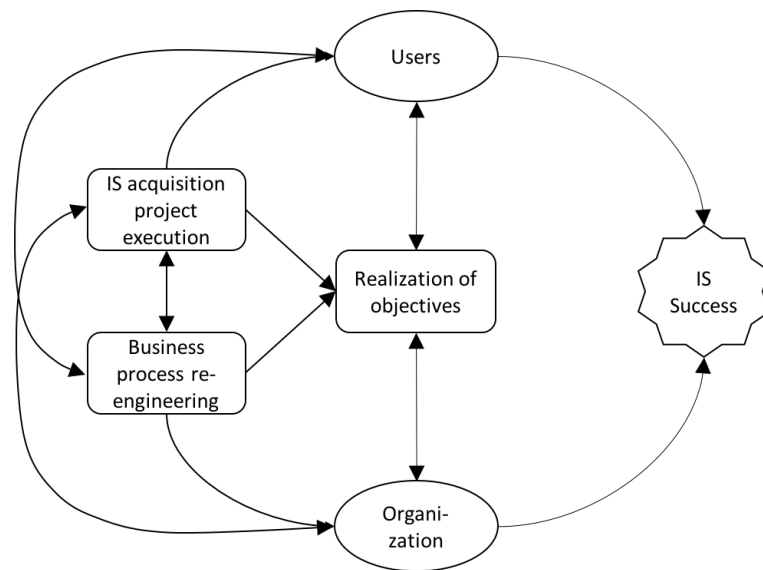 Users
IS acquisition
project
execution
Realization of
objectives
IS
Success
Business
process re-
engineering
Organi-
zation